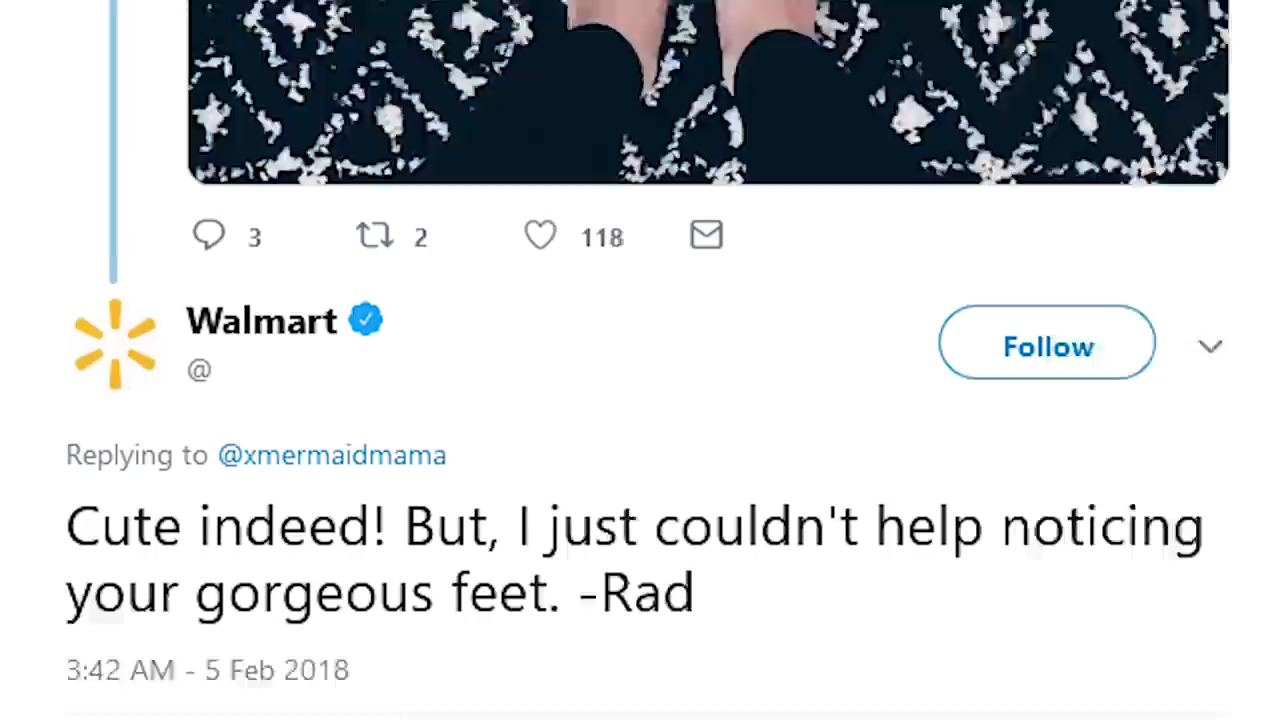 3 2 118
Walmart
@
Follow
Replying to @xmermaidmama
Cute indeed! But, I just couldn't help noticing
your gorgeous feet. -Rad
3:42 AM - 5 Feb 2018